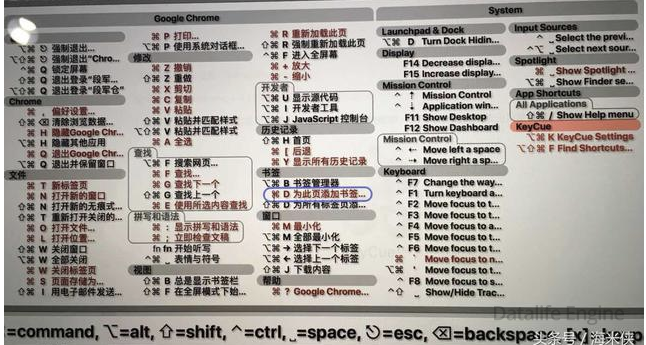 Google Chrome
⌥⌘ ⎋ 强制退出...
⌥⇧⌘ ⎋ 强制退出"Chro...
^⌘ Q 锁定屏幕
⇧⌘ Q 退出登录"段军...
⌥⇧⌘ Q 退出登录"段军仓"
Chrome
⌘ , 偏好设置...
⇧⌘ ⌫ 清除浏览数据...
⌘ H 隐藏Google Chr...
⌥⌘ H 隐藏其他应用
⌘ Q 退出Google Chr...
⌥⌘ Q 退出并保留窗口
文件
⌘ T 新标签页
⌘ N 打开新的窗口
⇧⌘ N 打开新的无痕式...
⇧⌘ T 重新打开关闭的...
⌘ O 打开文件...
⌘ L 打开位置...
⇧⌘ W 关闭窗口
⌥⌘ W 全部关闭
⌘ W 关闭标签页
⌘ S 页面存储为...
⇧⌘ I 用电子邮件发送...
⌘ P 打印...
⌥⌘ P 使用系统对话框...
修改
⌘ Z 撤销
⇧⌘ Z 重做
⌘ X 剪切
⌘ C 复制
⌘ V 粘贴
⇧⌘ V 粘贴并匹配样式
⌥⇧⌘ V 粘贴并匹配样式
⌘ A 全选
查找
⌥⌘ F 搜索网页...
⌘ F 查找...
⌘ G 查找下一个
⇧⌘ G 查找上一个
⌘ E 使用所选内容查找
拼写和语法
⌘ : 显示拼写和语法
⌘ ; 立即检查文稿
fn fn 开始听写
^⌘ ⎵ 表情与符号
视图
⇧⌘ B 总是显示书签栏
⇧⌘ F 在全屏模式下始...
⌘ R 重新加载此页
⇧⌘ R 强制重新加载此页
^⌘ F 进入全屏幕
⌘ + 放大
⌘ - 缩小
开发者
⌥⌘ U 显示源代码
⌥⌘ I 开发者工具
⌥⌘ J JavaScript 控制台
历史记录
⇧⌘ H 首页
⌘ [ 后退
⌘ Y 显示所有历史记录
书签
⌥⌘ B 书签管理器
⌘ D 为此页添加书签...
⇧⌘ D 为所有标签页添...
窗口
⌘ M 最小化
⌥⌘ M 全部最小化
⌥⌘ → 选择下一个标签
⌥⌘ ← 选择上一个标签
⇧⌘ J 下载内容
帮助
⌘ ? Google Chrome...
System
Launchpad & Dock
⌥⌘ D Turn Dock Hidin...
Display
F14 Decrease displa...
F15 Increase display...
Mission Control
^ ↑ Mission Control
^ ↓ Application win...
F11 Show Desktop
F12 Show Dashboard
Mission Control
^ ← Move left a space
^ → Move right a sp...
Keyboard
^ F7 Change the way...
^ F1 Turn keyboard a...
^ F2 Move focus to t...
^ F3 Move focus to t...
^ F4 Move focus to t...
^ F5 Move focus to t...
^ F6 Move focus to t...
⌘ ` Move focus to n...
⌥⌘ ` Move focus to t...
^ F8 Move focus to s...
Show/Hide Trac...
Input Sources
^ ⎵ Select the previ...
^⌥ ⎵ Select next sour...
Spotlight
⌘ ⎵ Show Spotlight ...
⌥⌘ ⎵ Show Finder se...
App Shortcuts
All Applications
⇧⌘ / Show Help menu
KeyCue
⌥⌘ K KeyCue Settings
⌥⇧⌘ F Find Shortcuts...
Datalife Engine
=command, ⌥=alt, ⇧=shift, ^=ctrl, ⎵=space, ⎋=esc, ⌫=backspa
头条号 / 海米侠